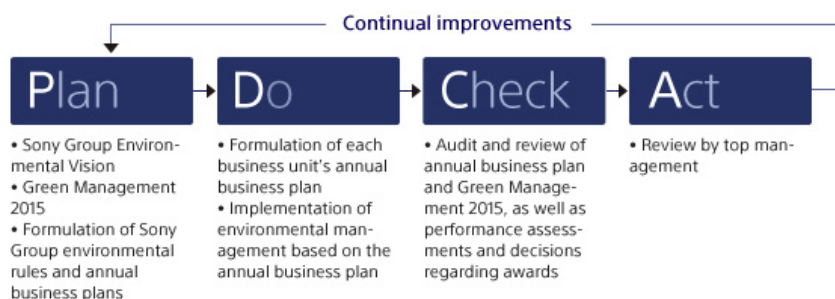 Continual improvements
Plan
• Sony Group Environ-
mental Vision
• Green Management
2015
• Formulation of Sony
Group environmental
rules and annual
business plans
Do
• Formulation of each
business unit's annual
business plan
• Implementation of
environmental man-
agement based on the
annual business plan
Check
• Audit and review of
annual business plan
and Green Manage-
ment 2015, as well as
performance assess-
ments and decisions
regarding awards
Act
• Review by top man-
agement